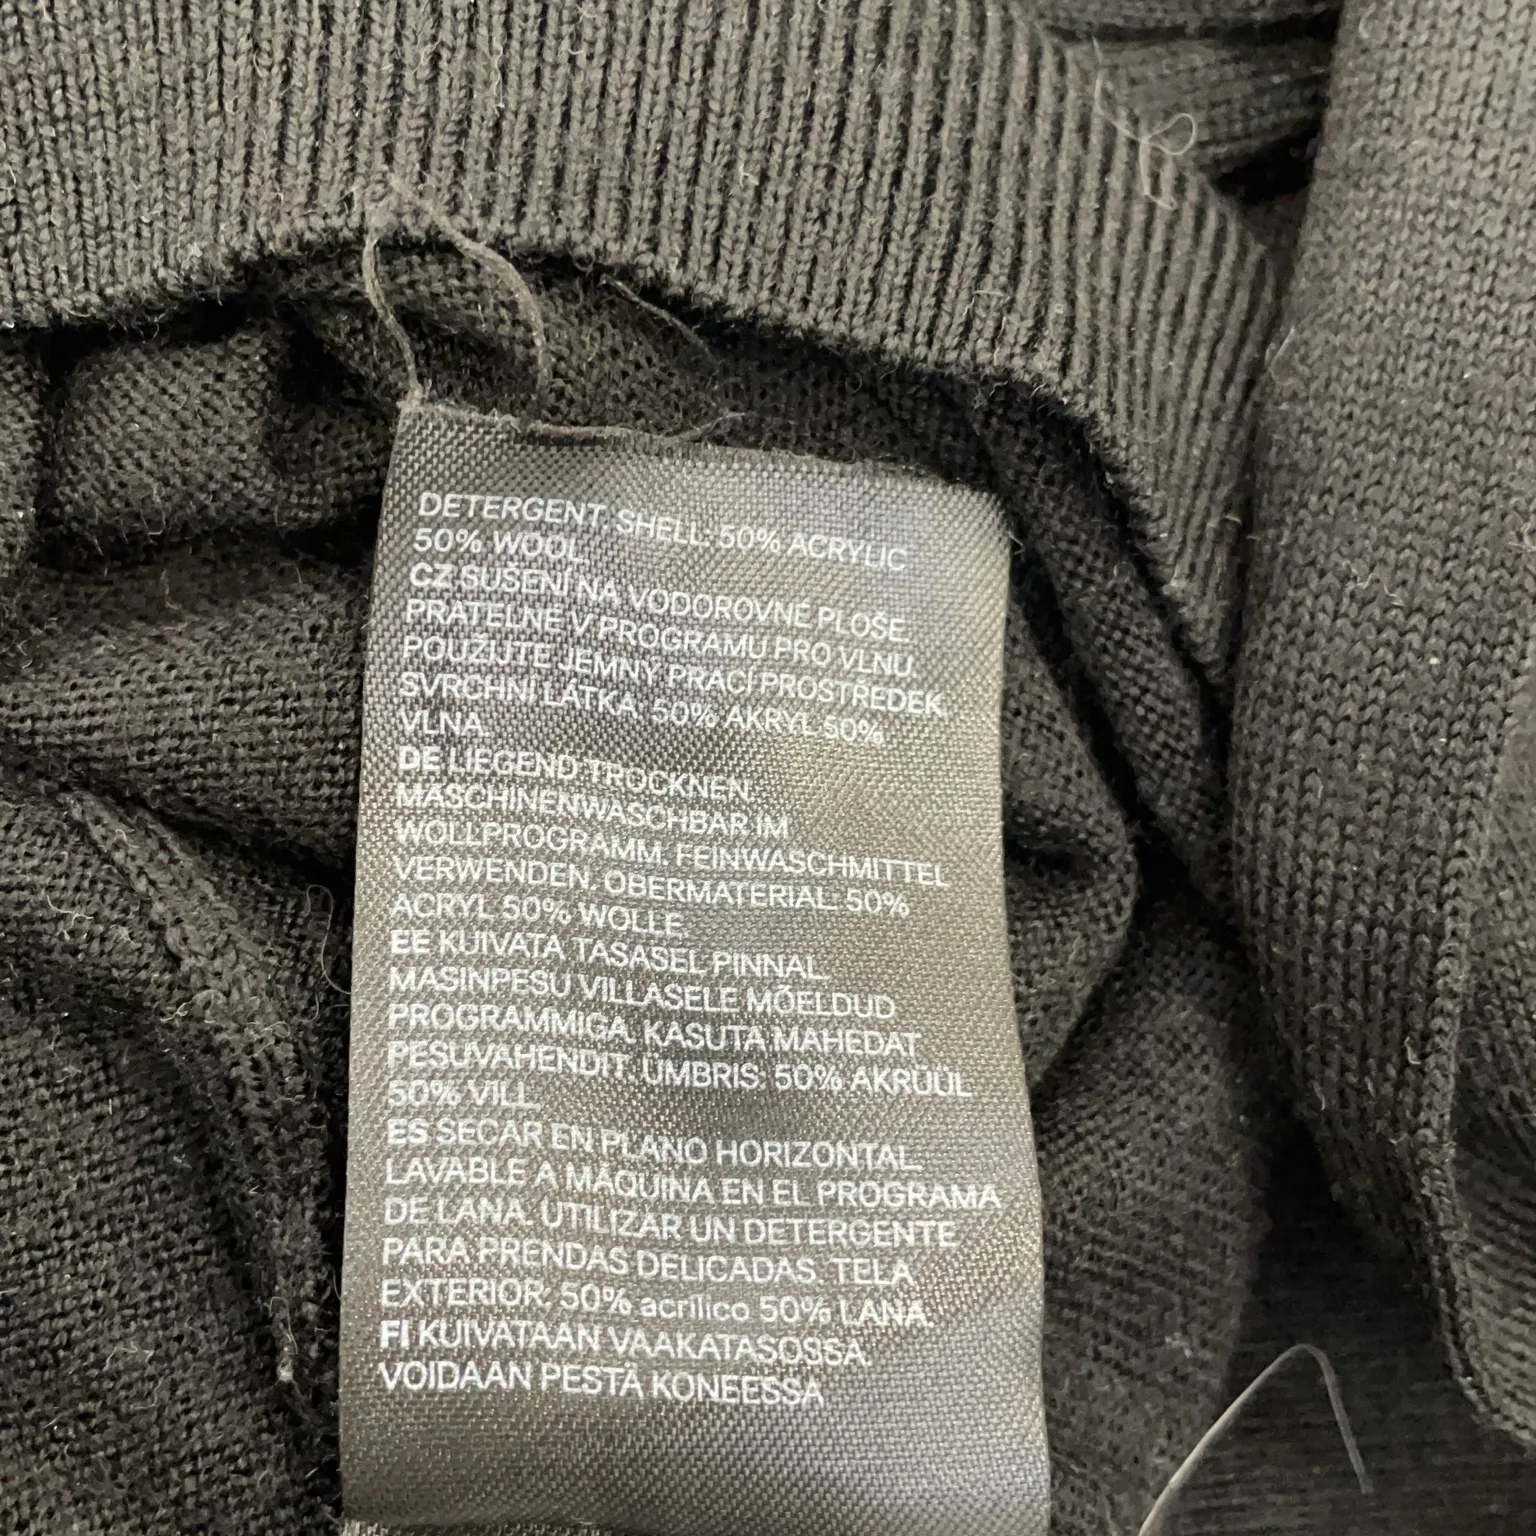 DETERGENT. SHELL: 50% ACRYLIC
50% WOOL
CZ SUŠENÍ NA VODOROVNÉ PLOŠE.
PRATELNÉ V PROGRAMU PRO VLNU.
POUŽIJTE JEMNÝ PRACÍ PROSTŘEDEK
SVRCHNÍ LÁTKA: 50% AKRYL 50%
VLNA
DE LIEGEND TROCKNEN.
MASCHINENWASCHBAR IM
WOLLPROGRAMM. FEINWASCHMITTEL
VERWENDEN. OBERMATERIAL: 50%
ACRYL 50% WOLLE
EE KUIVATA TASASEL PINNAL.
MASINPESU VILLASELE MÕELDUD
PROGRAMMIGA. KASUTA MAHEDAT
PESUVAHENDIT. ÜMBRIS: 50% AKRÜÜL
50% VILL
ES SECAR EN PLANO HORIZONTAL.
LAVABLE A MÁQUINA EN EL PROGRAMA
DE LANA. UTILIZAR UN DETERGENTE
PARA PRENDAS DELICADAS. TELA
EXTERIOR: 50% acrílico 50% LANA.
FI KUIVATAAN VAAKATASOSSA.
VOIDAAN PESTÄ KONEESSA